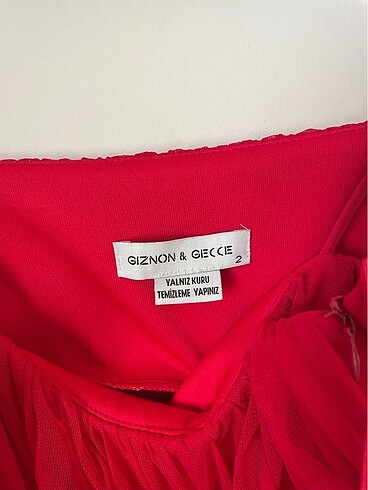 GIZNON & GECCE
2
YALNIZ KURU
TEMİZLEME YAPINIZ